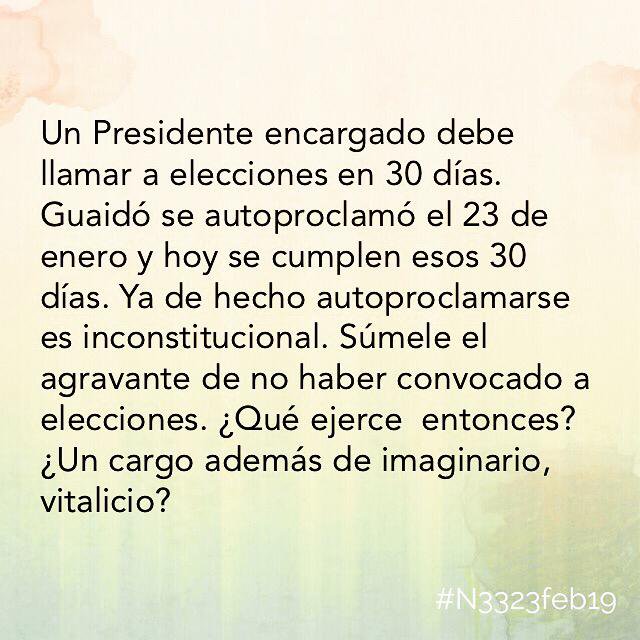 Un Presidente encargado debe
llamar a elecciones en 30 días.
Guaidó se autoproclamó el 23 de
enero y hoy se cumplen esos 30
días. Ya de hecho autoproclamarse
es inconstitucional. Súmele el
agravante de no haber convocado a
elecciones. ¿Qué ejerce  entonces?
¿Un cargo además de imaginario,
vitalicio?
#N3323feb19